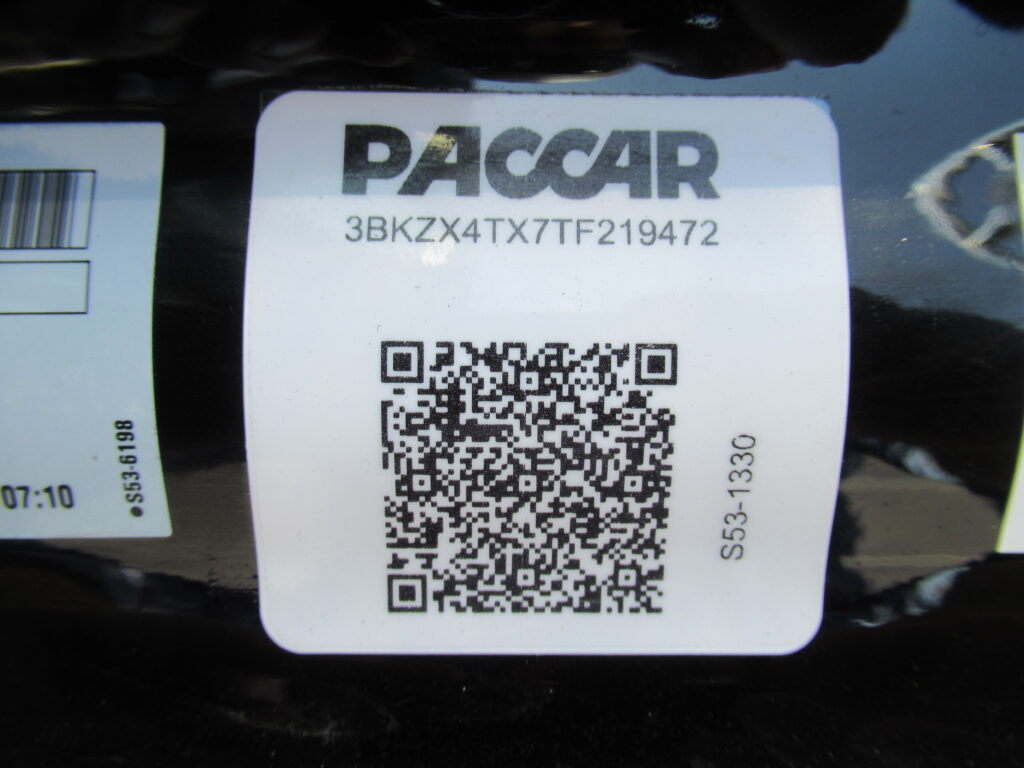 PACCAR
3BKZX4TX7TF219472
S53-1330
S53-6198
07:10